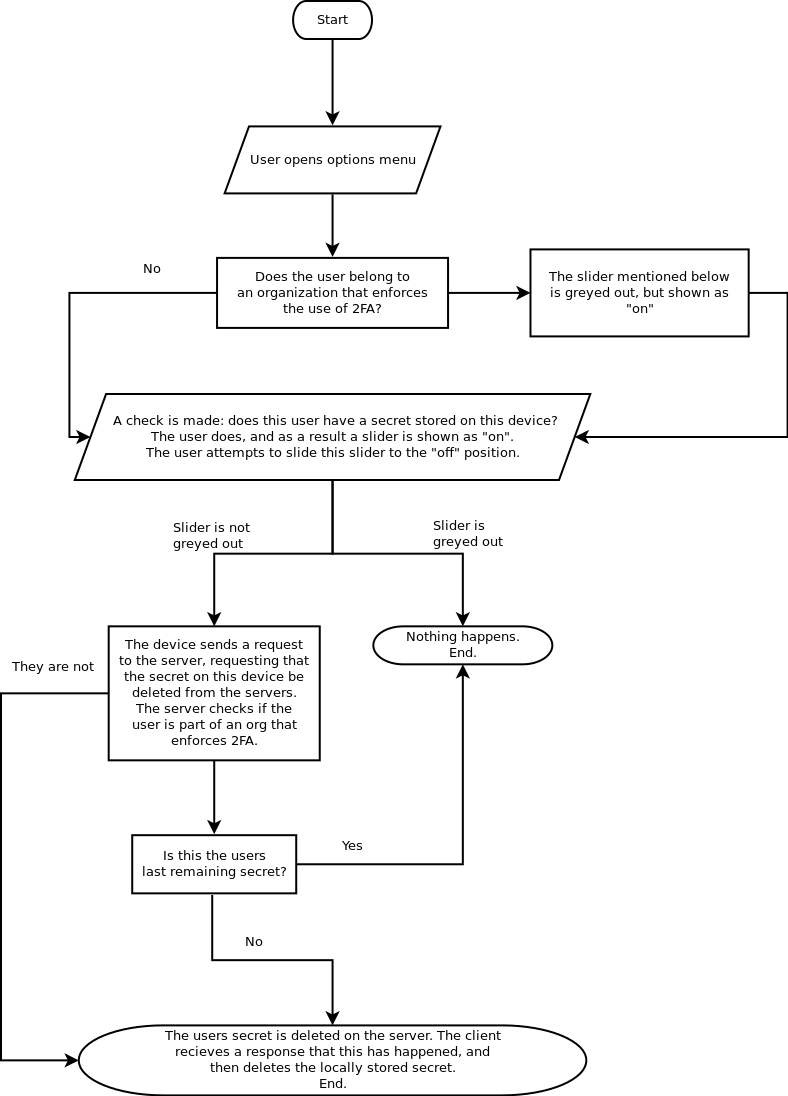 Start
User opens options menu
No
Does the user belong to
an organization that enforces
the use of 2FA?
The slider mentioned below
is greyed out, but shown as
"on"
A check is made: does this user have a secret stored on this device?
The user does, and as a result a slider is shown as "on".
The user attempts to slide this slider to the "off" position.
Slider is not
greyed out
Slider is
greyed out
They are not
The device sends a request
to the server, requesting that
the secret on this device be
deleted from the servers.
The server checks if the
user is part of an org that
enforces 2FA.
Nothing happens.
End.
Is this the users
last remaining secret?
Yes
No
The users secret is deleted on the server. The client
recieves a response that this has happened, and
then deletes the locally stored secret.
End.